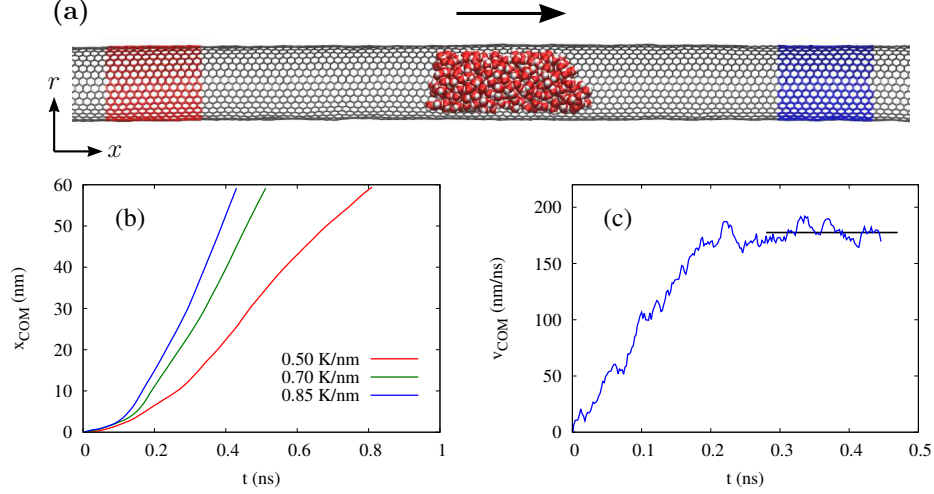 (a)
r
x
(b)
x_COM (nm)
60
50
40
30
20
10
0
0.50 K/nm
0.70 K/nm
0.85 K/nm
0 0.2 0.4 0.6 0.8 1
t (ns)
(c)
v_COM (nm/ns)
200
150
100
50
0
0 0.1 0.2 0.3 0.4 0.5
t (ns)